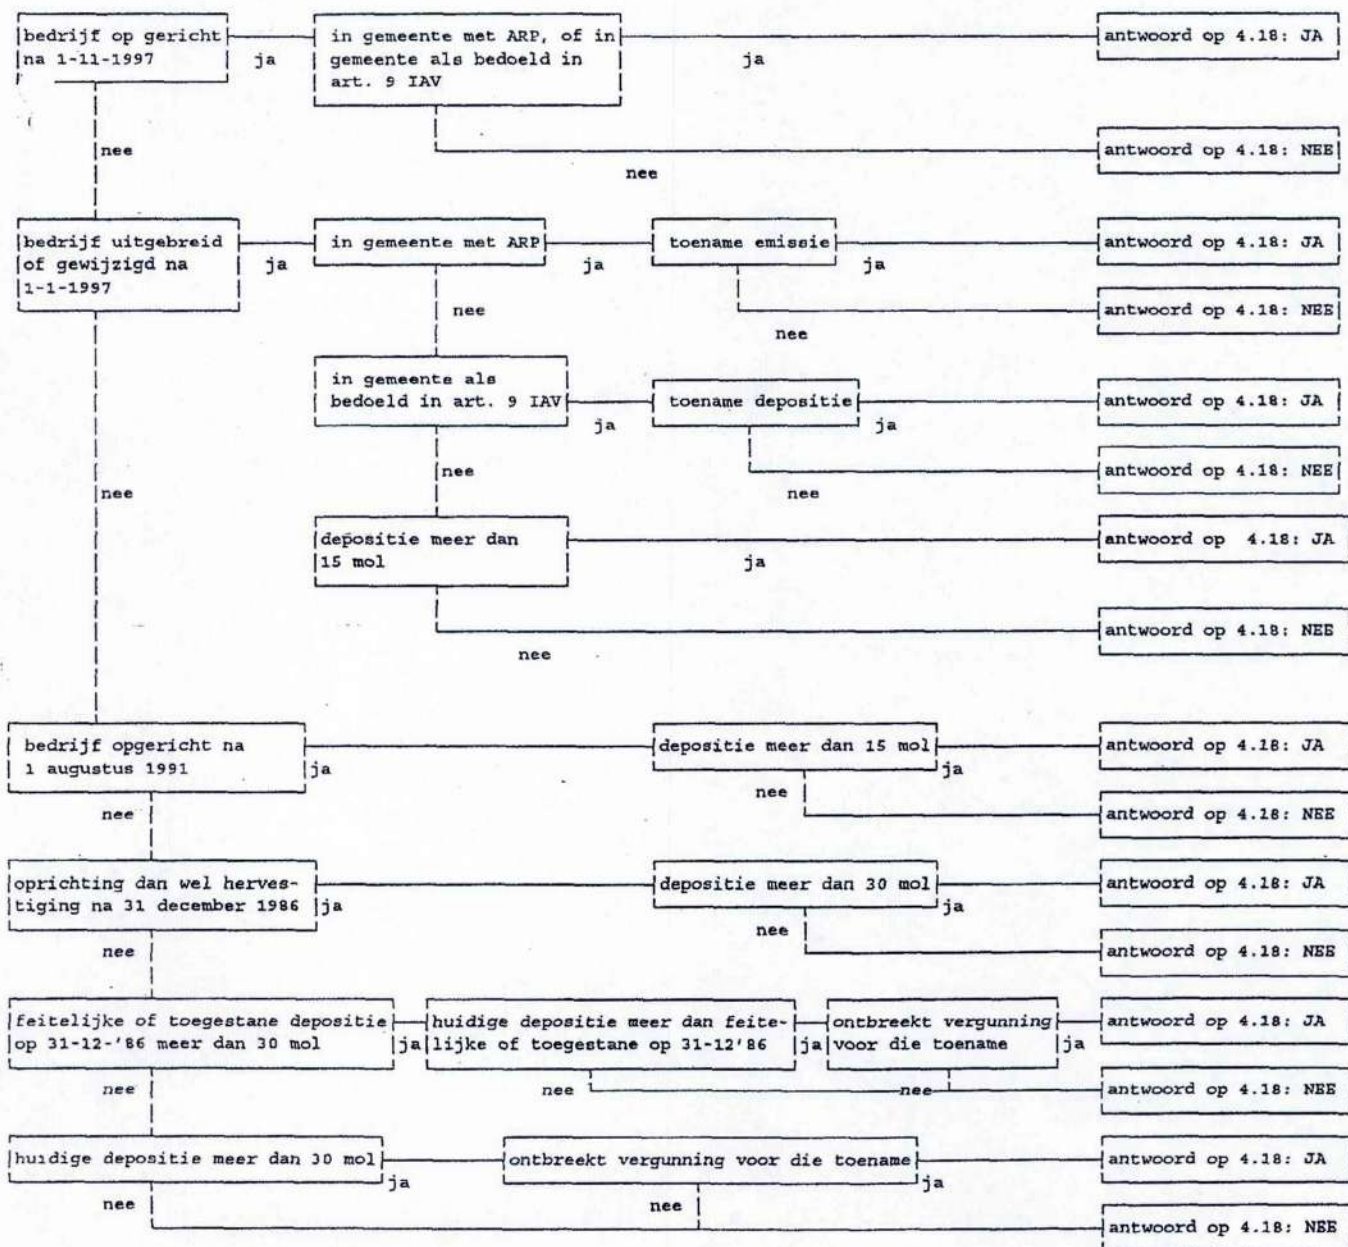 bedrijf op gericht
na 1-11-1997
ja
in gemeente met ARP, of in
gemeente als bedoeld in
art. 9 IAV
ja
antwoord op 4.18: JA
nee
nee
antwoord op 4.18: NEE
bedrijf uitgebreid
of gewijzigd na
1-1-1997
ja
in gemeente met ARP
ja
toename emissie
ja
antwoord op 4.18: JA
nee
nee
antwoord op 4.18: NEE
in gemeente als
bedoeld in art. 9 IAV
ja
toename depositie
ja
antwoord op 4.18: JA
nee
nee
nee
antwoord op 4.18: NEE
depositie meer dan
15 mol
ja
antwoord op 4.18: JA
nee
antwoord op 4.18: NEE
bedrijf opgericht na
1 augustus 1991
ja
depositie meer dan 15 mol
ja
antwoord op 4.18: JA
nee
nee
antwoord op 4.18: NEE
oprichting dan wel herves-
tiging na 31 december 1986
ja
depositie meer dan 30 mol
ja
antwoord op 4.18: JA
nee
nee
antwoord op 4.18: NEE
feitelijke of toegestane depositie
op 31-12-'86 meer dan 30 mol
ja
huidige depositie meer dan feite-
lijke of toegestane op 31-12'86
ja
ontbreekt vergunning
voor die toename
ja
antwoord op 4.18: JA
nee
nee
nee
antwoord op 4.18: NEE
huidige depositie meer dan 30 mol
ja
ontbreekt vergunning voor die toename
ja
antwoord op 4.18: JA
nee
nee
antwoord op 4.18: NEE